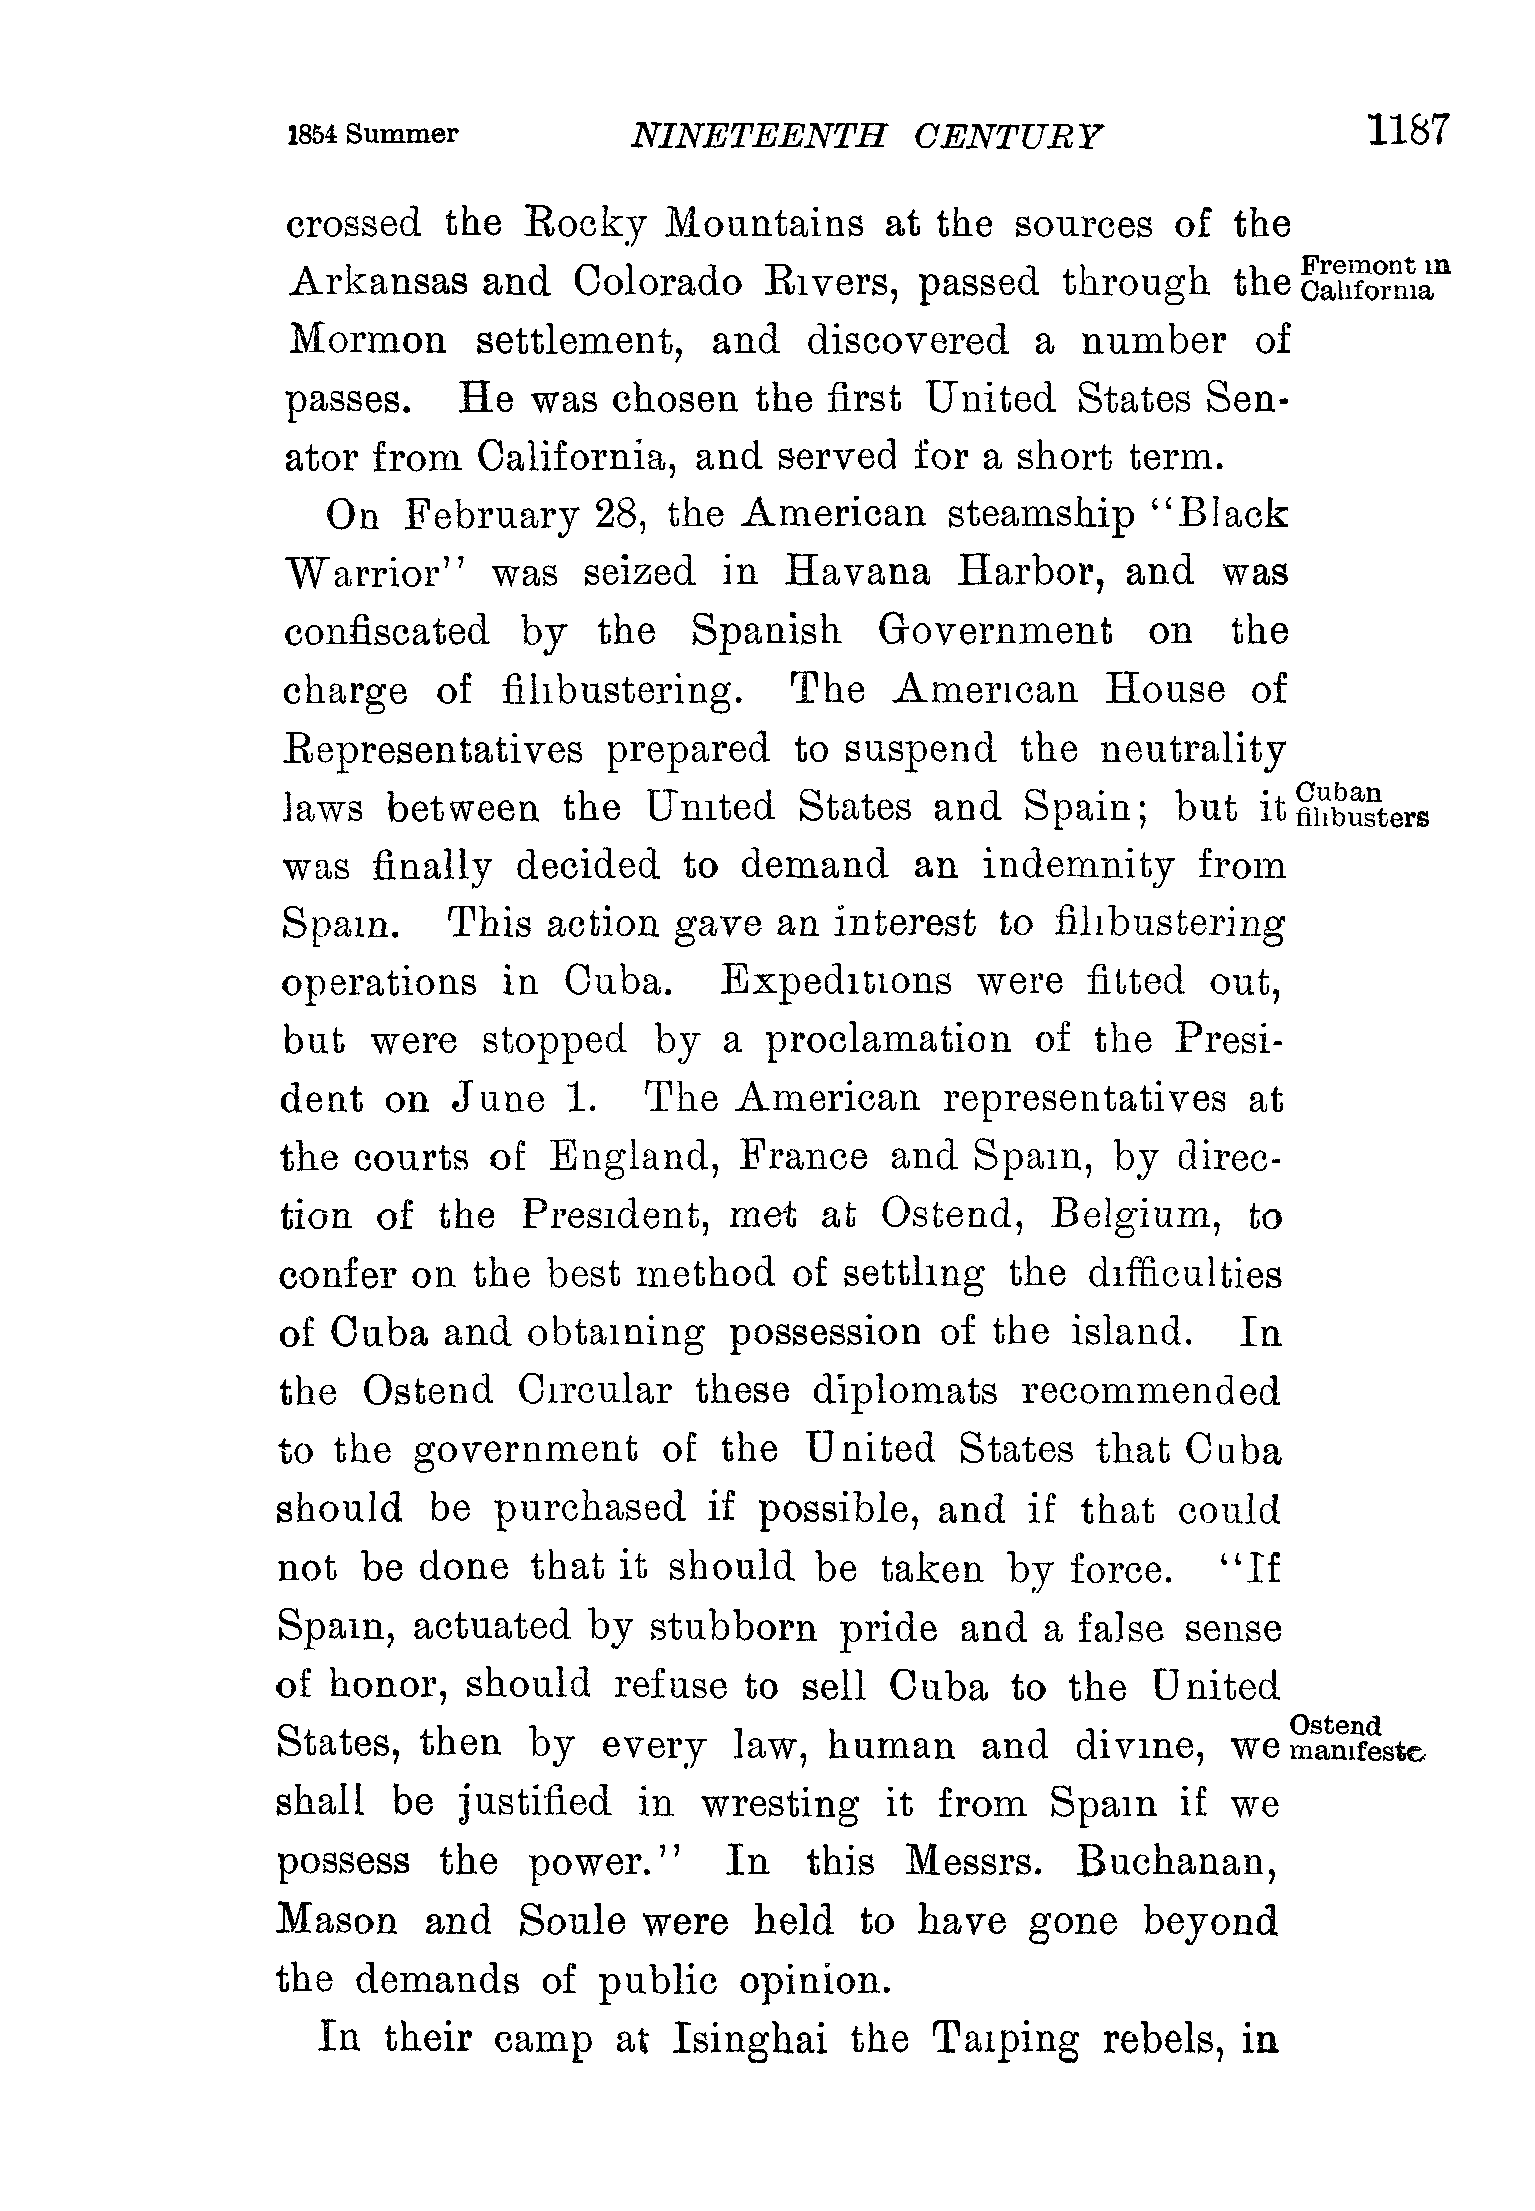 1854 Summer NINETEENTH CENTURY 1187
crossed the Rocky Mountains at the sources of the
Arkansas and Colorado Rivers, passed through the
Fremont in
California
Mormon settlement, and discovered a number of
passes. He was chosen the first United States Sen-
ator from California, and served for a short term.
On February 28, the American steamship "Black
Warrior" was seized in Havana Harbor, and was
confiscated by the Spanish Government on the
charge of filibustering. The American House of
Representatives prepared to suspend the neutrality
laws between the United States and Spain; but it
Cuban
filibusters
was finally decided to demand an indemnity from
Spain. This action gave an interest to filibustering
operations in Cuba. Expeditions were fitted out,
but were stopped by a proclamation of the Presi-
dent on June 1. The American representatives at
the courts of England, France and Spain, by direc-
tion of the President, met at Ostend, Belgium, to
confer on the best method of settling the difficulties
of Cuba and obtaining possession of the island. In
the Ostend Circular these diplomats recommended
to the government of the United States that Cuba
should be purchased if possible, and if that could
not be done that it should be taken by force. "If
Spain, actuated by stubborn pride and a false sense
of honor, should refuse to sell Cuba to the United
States, then by every law, human and divine, we
Ostend
manifesto
shall be justified in wresting it from Spain if we
possess the power." In this Messrs. Buchanan,
Mason and Soule were held to have gone beyond
the demands of public opinion.
In their camp at Isinghai the Taiping rebels, in